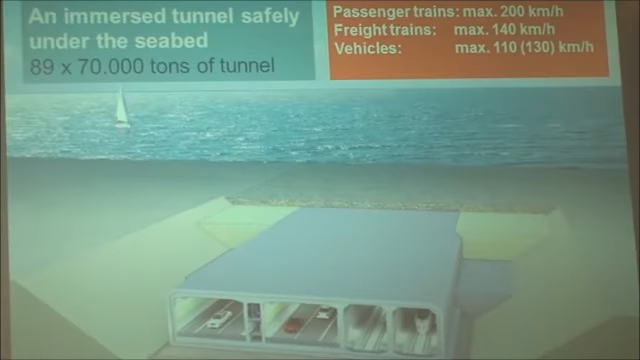 An immersed tunnel safely
under the seabed
89 x 70.000 tons of tunnel
Passenger trains: max. 200 km/h
Freight trains: max. 140 km/h
Vehicles: max. 110 (130) km/h